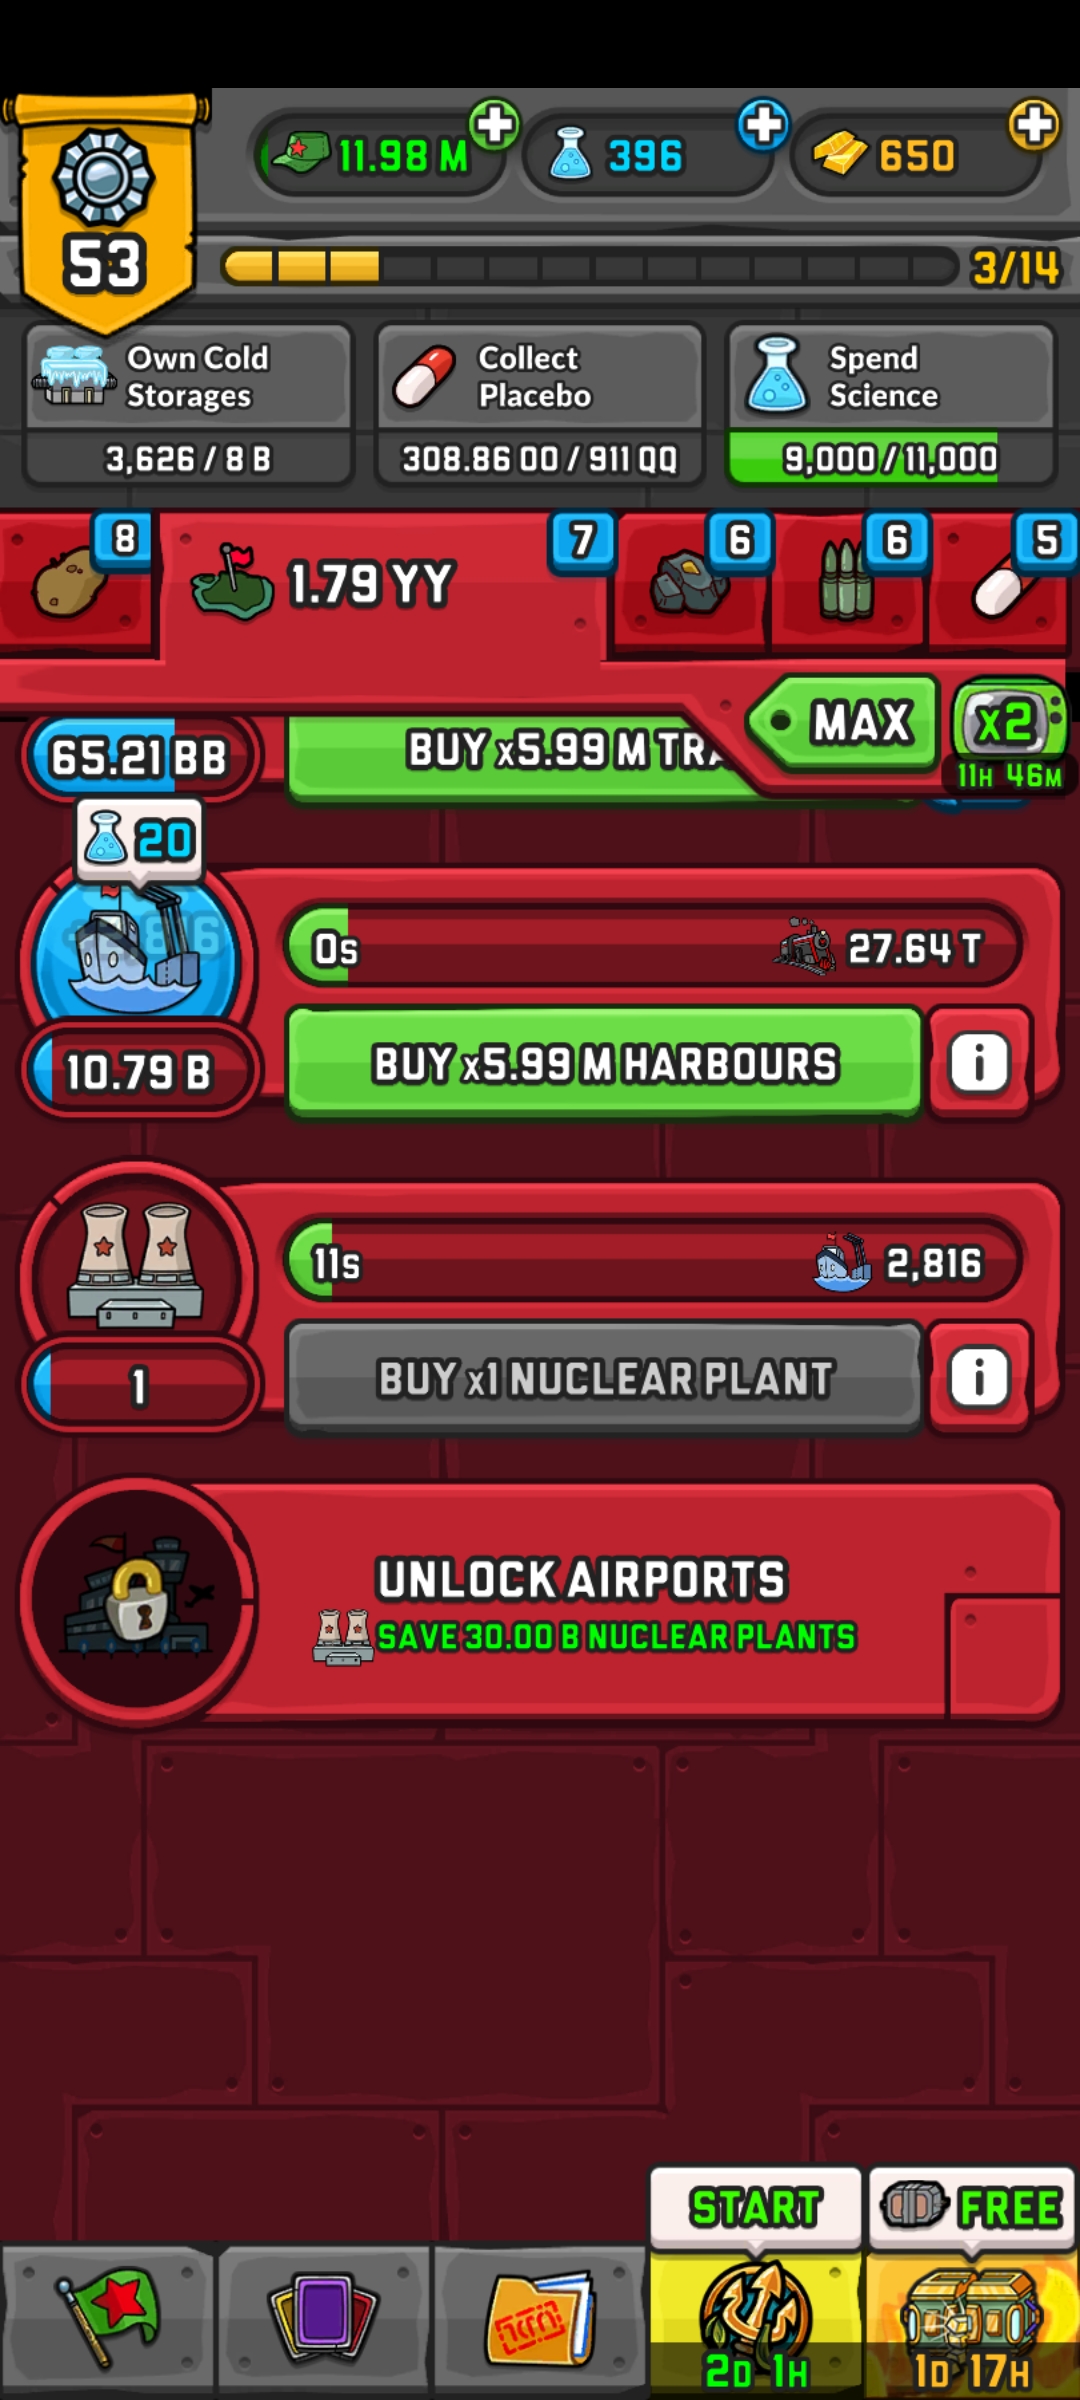 53
11.98 M
396
650
3/14
Own Cold
Storages
3,626 / 8 B
Collect
Placebo
308.86 OO / 911 QQ
Spend
Science
9,000 / 11,000
8
1.79 YY
7
6
6
5
MAX
x2
11H 46M
65.21 BB
BUY x5.99 M TRA
20
0s
27.64 T
10.79 B
BUY x5.99 M HARBOURS
i
11s
2,816
1
BUY x1 NUCLEAR PLANT
i
UNLOCK AIRPORTS
SAVE 30.00 B NUCLEAR PLANTS
START
FREE
2D 1H
1D 17H